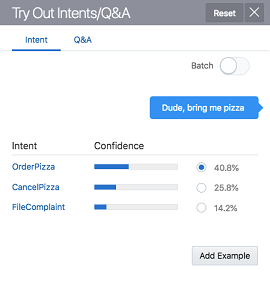 Try Out Intents/Q&A Reset
Intent Q&A
Batch
Dude, bring me pizza
Intent Confidence
OrderPizza 40.8%
CancelPizza 25.8%
FileComplaint 14.2%
Add Example